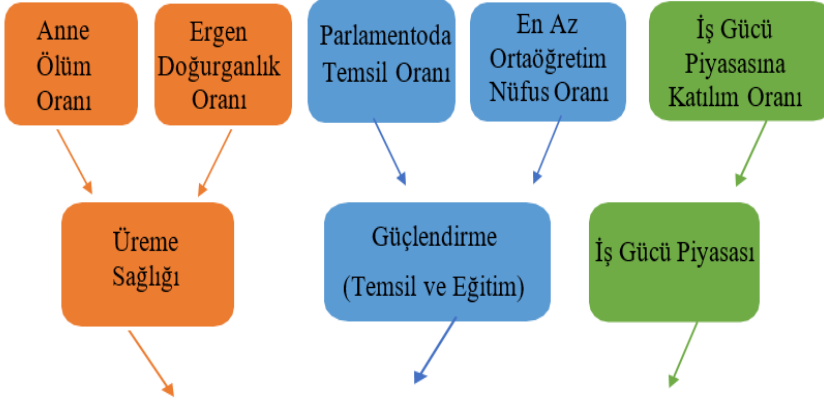 Anne
Ölüm
Oranı
Ergen
Doğurganlık
Oranı
Parlamentoda
Temsil Oranı
En Az
Ortaöğretim
Nüfus Oranı
İş Gücü
Piyasasına
Katılım Oranı
Üreme
Sağlığı
Güçlendirme
(Temsil ve Eğitim)
İş Gücü Piyasası